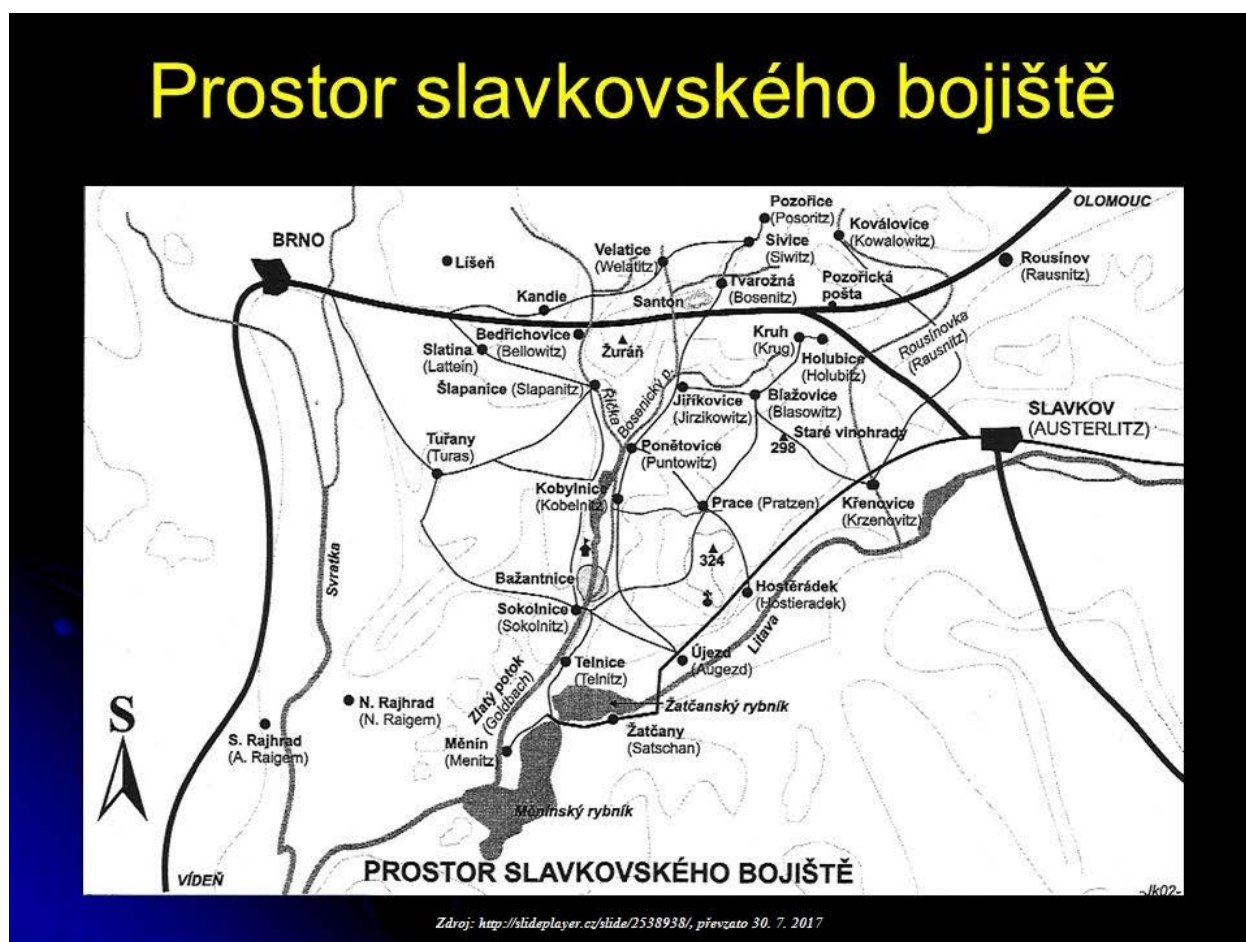 Prostor slavkovského bojiště
Pozořice
(Posoritz)
OLOMOUC
BRNO
Velatice
(Welatitz)
Sivice
(Siwitz)
Koválovice
(Kowalowitz)
Líšeň
Rousínov
(Rausnitz)
Tvarožná
(Bosenitz)
Pozořická
pošta
Kandie
Santon
Bedřichovice
(Bellowitz)
Žuráň
Kruh
(Krug)
Rousínovka
(Rausnitz)
Slatina
(Lattein)
Holubice
(Holubitz)
Šlapanice (Slapanitz)
Říčka
Bosenický p.
Jiříkovice
(Jirzikowitz)
Blažovice
(Blasowitz)
SLAVKOV
(AUSTERLITZ)
Staré vinohrady
298
Tuřany
(Turas)
Ponětovice
(Puntowitz)
Kobylnice
(Kobelnitz)
Prace (Pratzen)
Křenovice
(Krzenovitz)
Svratka
324
Bažantnice
Hostěrádek
(Hostieradek)
Sokolnice
(Sokolnitz)
Litava
Újezd
(Augezd)
Telnice
(Telnitz)
Zlatý potok
(Goldbach)
N. Rajhrad
(N. Raigem)
Žatčanský rybník
S
S. Rajhrad
(A. Raigem)
Žatčany
(Satschan)
Měnín
(Menitz)
Měnínský rybník
PROSTOR SLAVKOVSKÉHO BOJIŠTĚ
VÍDEŇ
-Jk02-
Zdroj: http://slideplayer.cz/slide/2538938/, převzato 30. 7. 2017